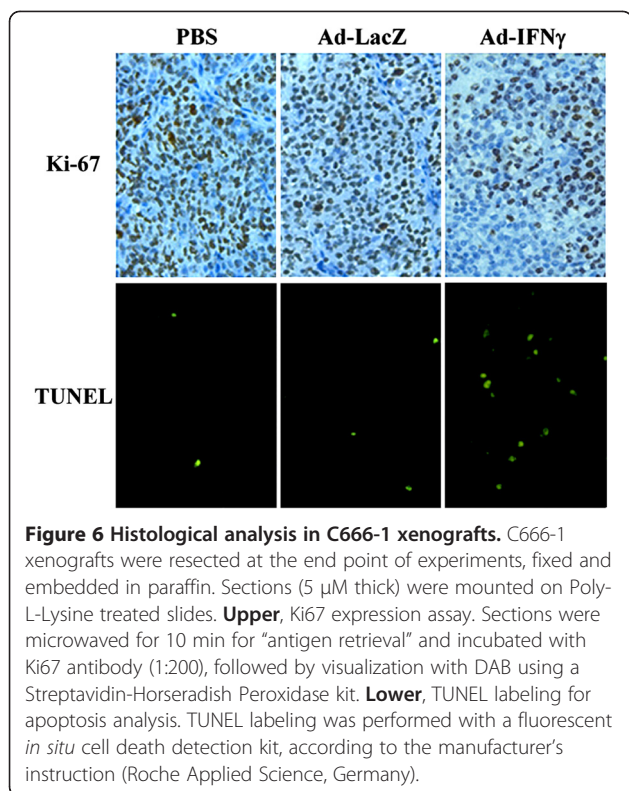 PBS Ad-LacZ Ad-IFNγ
Ki-67
TUNEL
Figure 6 Histological analysis in C666-1 xenografts. C666-1
xenografts were resected at the end point of experiments, fixed and
embedded in paraffin. Sections (5 μM thick) were mounted on Poly-
L-Lysine treated slides. Upper, Ki67 expression assay. Sections were
microwaved for 10 min for “antigen retrieval” and incubated with
Ki67 antibody (1:200), followed by visualization with DAB using a
Streptavidin-Horseradish Peroxidase kit. Lower, TUNEL labeling for
apoptosis analysis. TUNEL labeling was performed with a fluorescent
in situ cell death detection kit, according to the manufacturer’s
instruction (Roche Applied Science, Germany).